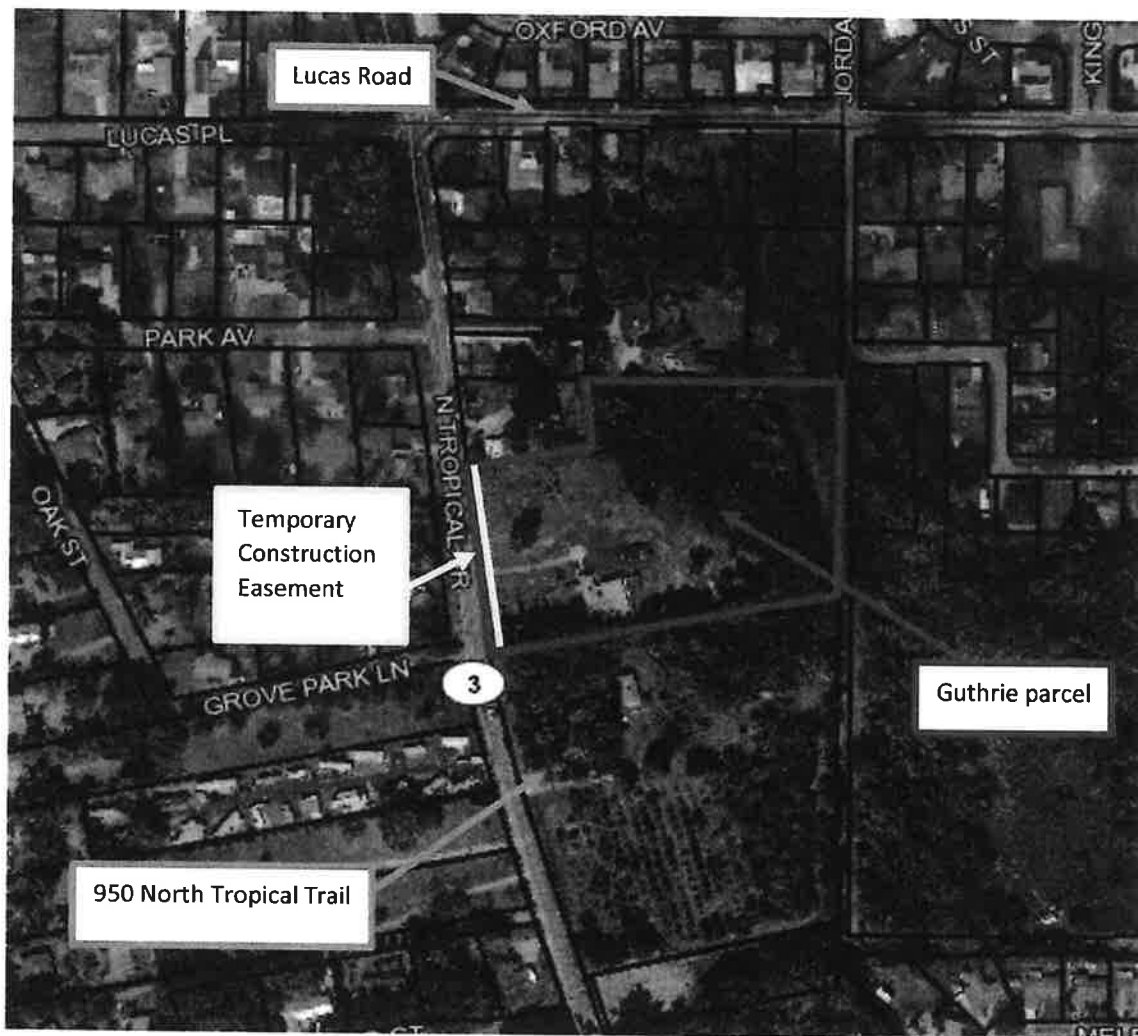 OXFORD AV
JORDA
S ST
KING
Lucas Road
LUCAS PL
PARK AV
N TROPICAL TR
OAK ST
Temporary
Construction
Easement
GROVE PARK LN
3
Guthrie parcel
950 North Tropical Trail
CT